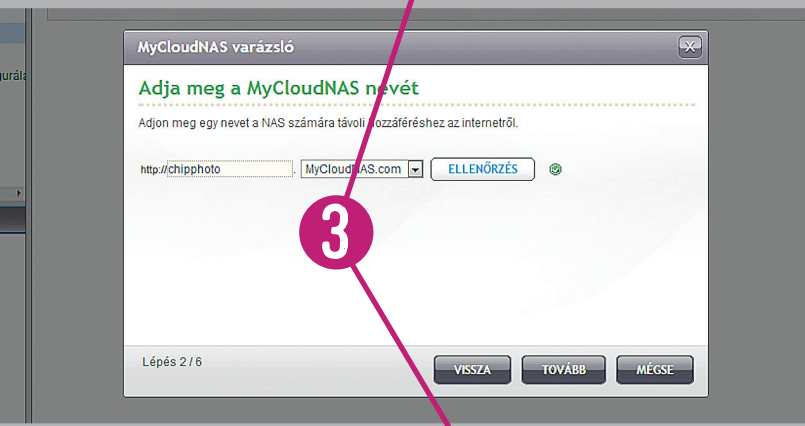 MyCloudNAS varázsló
Adja meg a MyCloudNAS nevét
Adjon meg egy nevet a NAS számára távoli hozzáféréshez az internetről.
http://chipphoto . MyCloudNAS.com ELLENŐRZÉS
3
Lépés 2 / 6
VISSZA TOVÁBB MÉGSE